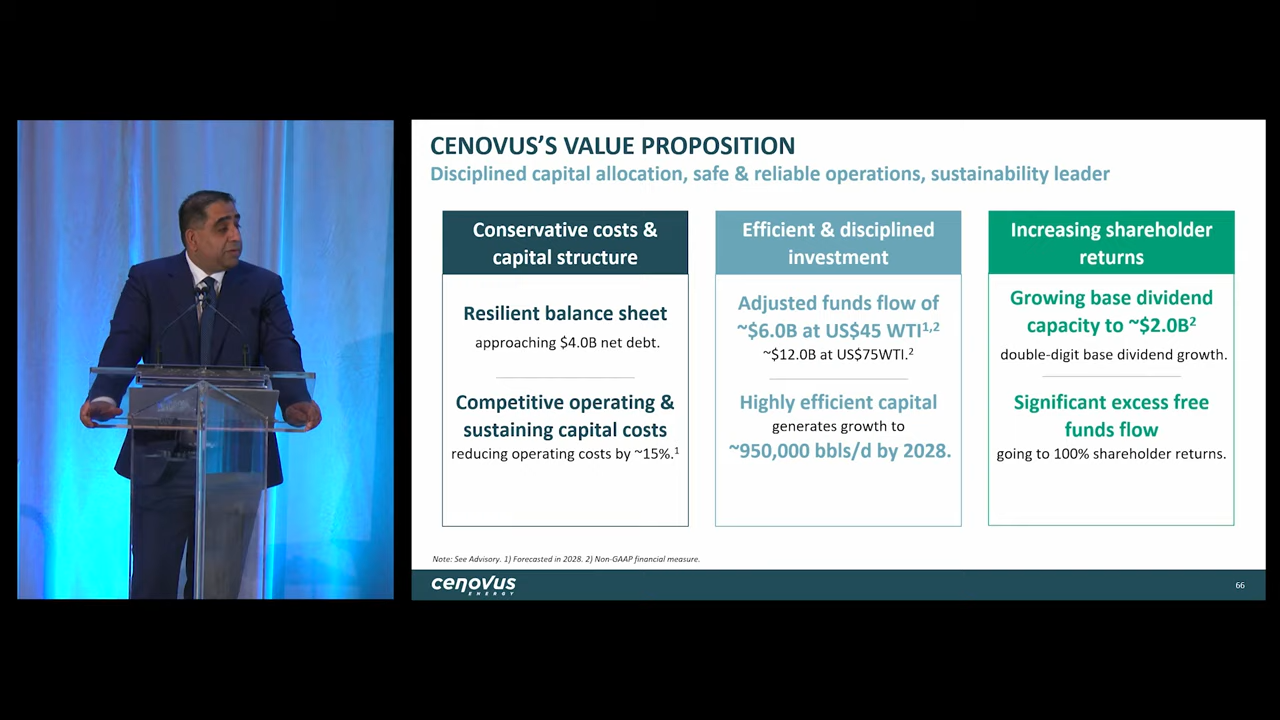 CENOVUS’S VALUE PROPOSITION
Disciplined capital allocation, safe & reliable operations, sustainability leader
Conservative costs &
capital structure
Resilient balance sheet
approaching $4.0B net debt.
Competitive operating &
sustaining capital costs
reducing operating costs by ~15%.¹
Efficient & disciplined
investment
Adjusted funds flow of
~$6.0B at US$45 WTI¹,²
~$12.0B at US$75WTI.²
Highly efficient capital
generates growth to
~950,000 bbls/d by 2028.
Increasing shareholder
returns
Growing base dividend
capacity to ~$2.0B²
double-digit base dividend growth.
Significant excess free
funds flow
going to 100% shareholder returns.
Note: See Advisory. 1) Forecasted in 2028. 2) Non-GAAP financial measure.
cenovus
ENERGY
66